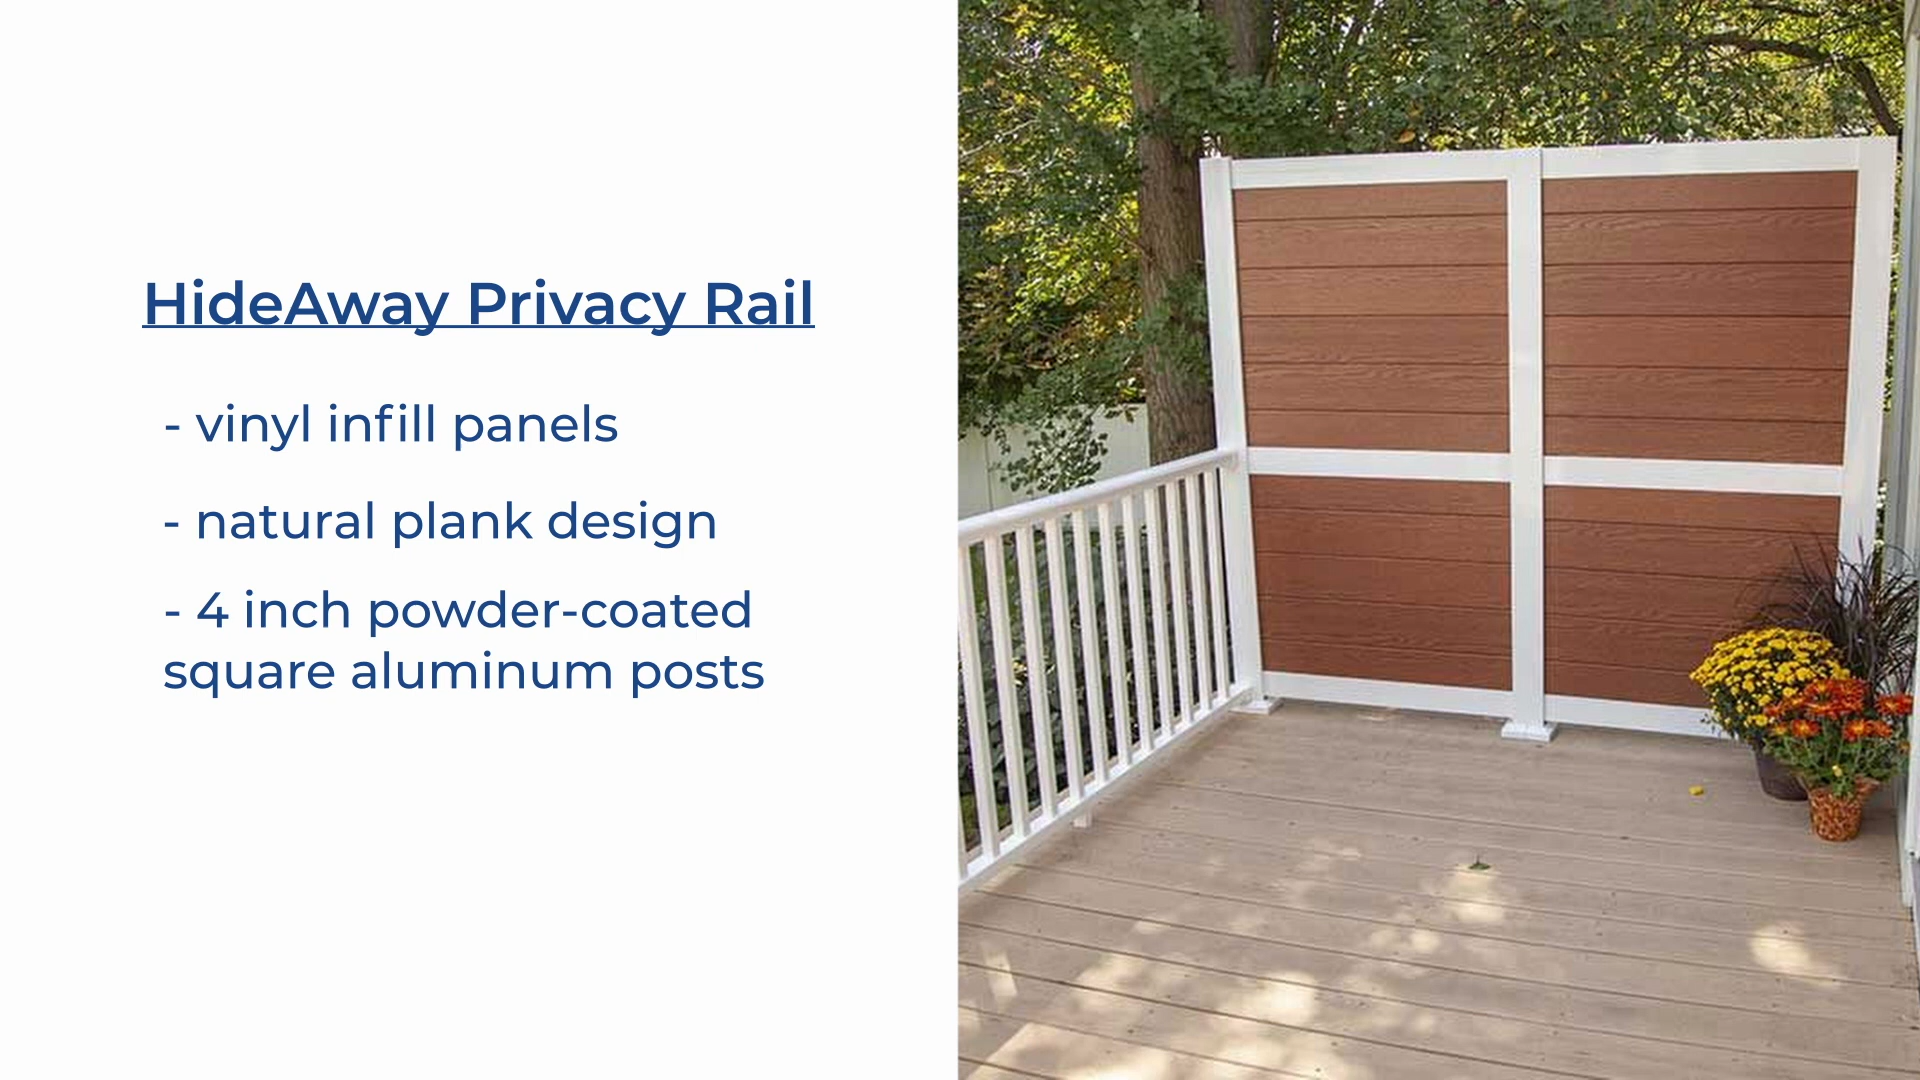 HideAway Privacy Rail
- vinyl infill panels
- natural plank design
- 4 inch powder-coated
square aluminum posts